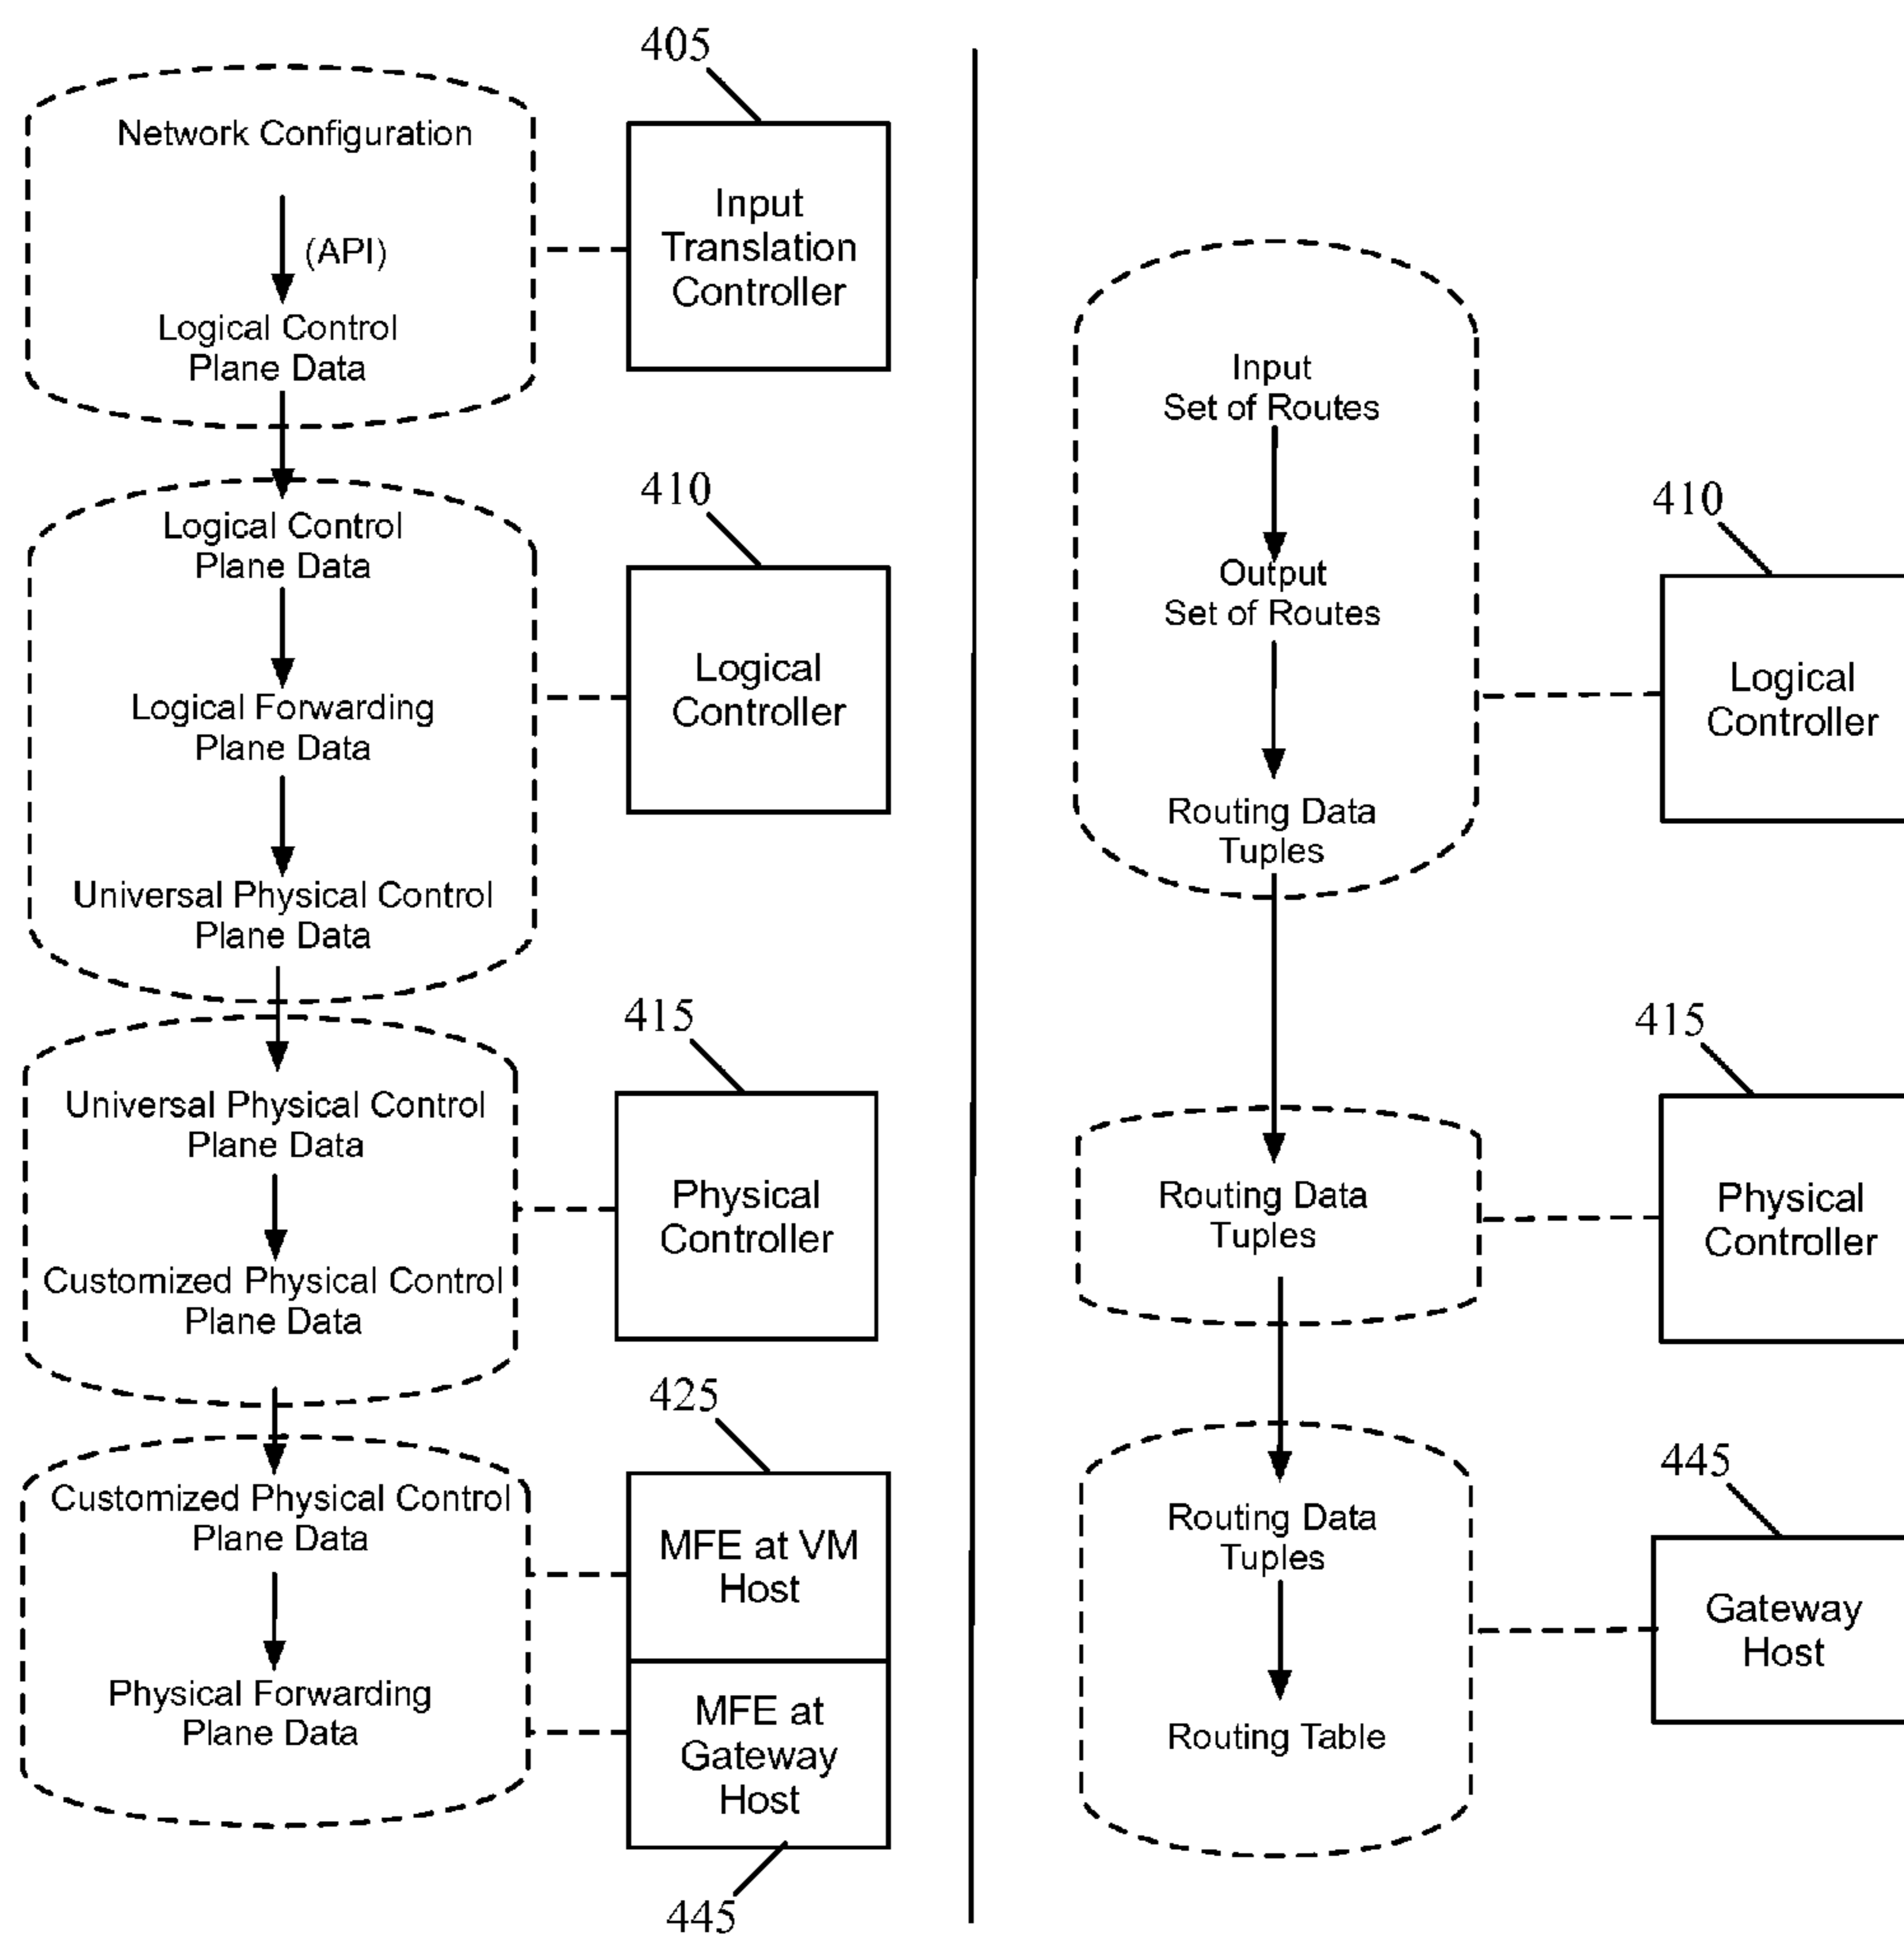 405
Network Configuration
(API)
Logical Control
Plane Data
Input
Translation
Controller
410
Logical Control
Plane Data
Logical Forwarding
Plane Data
Universal Physical Control
Plane Data
Logical
Controller
415
Universal Physical Control
Plane Data
Customized Physical Control
Plane Data
Physical
Controller
425
Customized Physical Control
Plane Data
Physical Forwarding
Plane Data
MFE at VM
Host
MFE at
Gateway
Host
445
Input
Set of Routes
Output
Set of Routes
Routing Data
Tuples
410
Logical
Controller
415
Routing Data
Tuples
Physical
Controller
445
Routing Data
Tuples
Routing Table
Gateway
Host